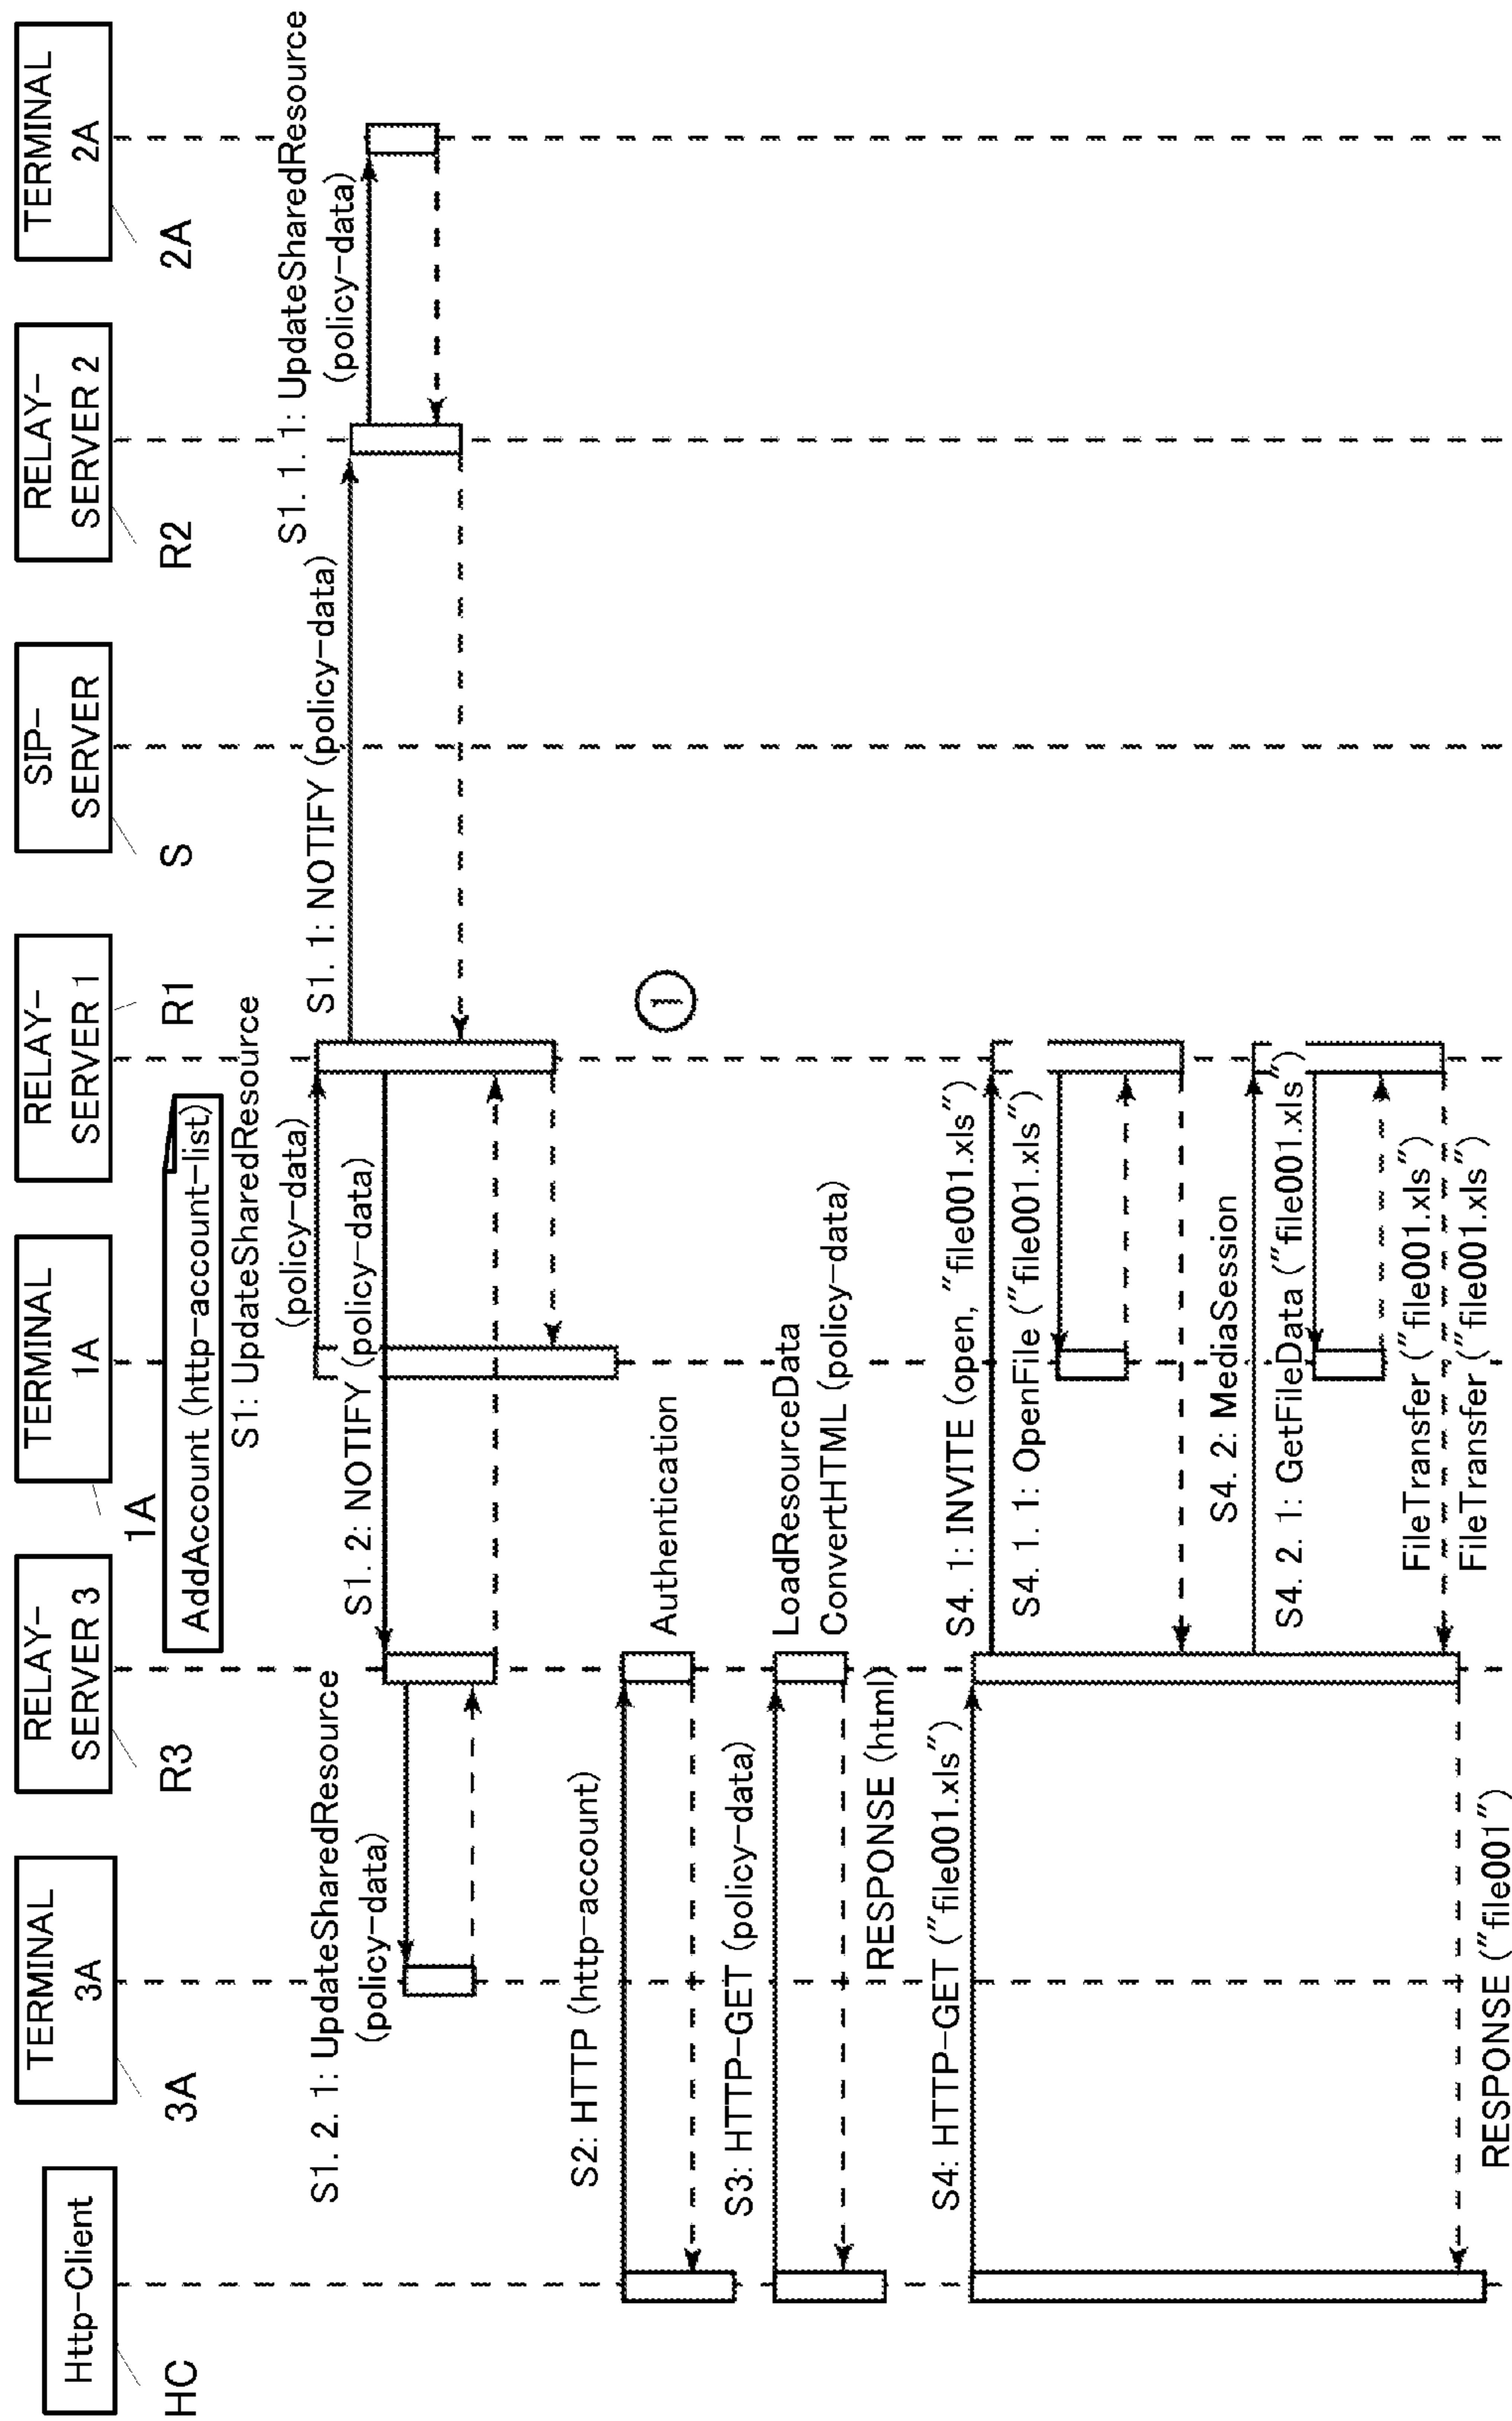 Http-Client
HC
TERMINAL
3A
3A
RELAY-
SERVER 3
R3
TERMINAL
1A
1A
RELAY-
SERVER 1
R1
SIP-
SERVER
S
RELAY-
SERVER 2
R2
TERMINAL
2A
2A
AddAccount (http-account-list)
S1: UpdateSharedResource
(policy-data)
S1. 1: NOTIFY (policy-data)
S1. 1. 1: UpdateSharedResource
(policy-data)
S1. 2: NOTIFY (policy-data)
S1. 2. 1: UpdateSharedResource
(policy-data)
S2: HTTP (http-account)
Authentication
1
S3: HTTP-GET (policy-data)
LoadResourceData
ConvertHTML (policy-data)
RESPONSE (html)
S4: HTTP-GET ("file001.xls")
S4. 1: INVITE (open, "file001.xls")
S4. 1. 1: OpenFile ("file001.xls")
S4. 2: MediaSession
S4. 2. 1: GetFileData ("file001.xls")
FileTransfer ("file001.xls")
FileTransfer ("file001.xls")
RESPONSE ("file001")